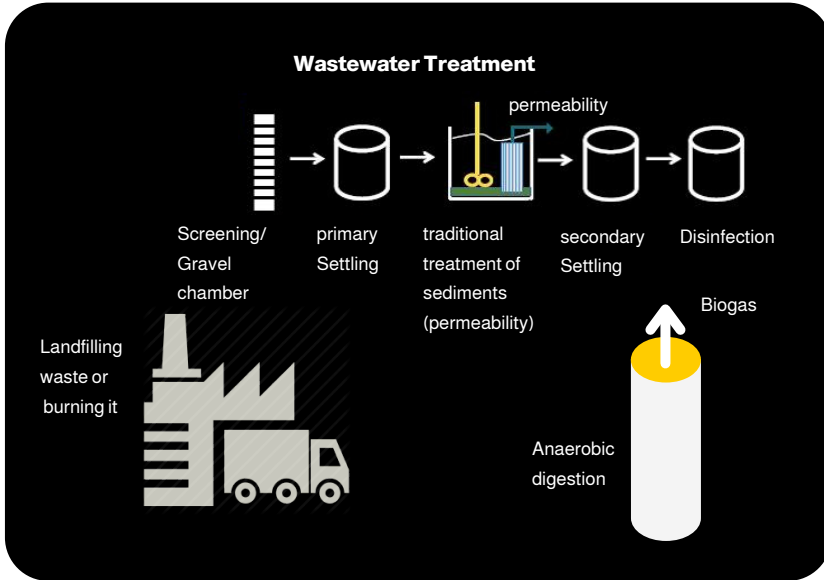 Wastewater Treatment
permeability
Screening/
Gravel
chamber
primary
Settling
traditional
treatment of
sediments
(permeability)
secondary
Settling
Disinfection
Landfilling
waste or
burning it
Biogas
Anaerobic
digestion